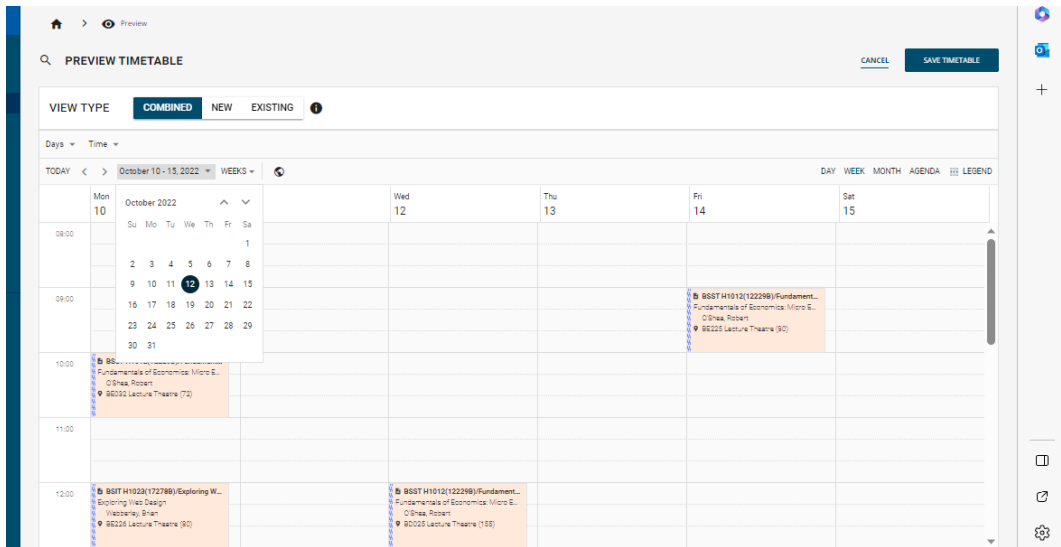 Preview
PREVIEW TIMETABLE
CANCEL
SAVE TIMETABLE
VIEW TYPE
COMBINED
NEW
EXISTING
Days
Time
TODAY
October 10 - 15, 2022
WEEKS
DAY
WEEK
MONTH
AGENDA
LEGEND
Mon
10
Wed
12
Thu
13
Fri
14
Sat
15
October 2022
Su Mo Tu We Th Fr Sa
1
2 3 4 5 6 7 8
9 10 11 12 13 14 15
16 17 18 19 20 21 22
23 24 25 26 27 28 29
30 31
08:00
09:00
BSST H1012(12229B)/Fundament...
Fundamentals of Economics: Micro E...
O'Shea, Robert
BE225 Lecture Theatre (90)
10:00
Fundamentals of Economics: Micro E...
O'Shea, Robert
BE032 Lecture Theatre (72)
11:00
12:00
BSIT H1023(17278B)/Exploring W...
Exploring Web Design
Webberley, Brian
BE226 Lecture Theatre (90)
BSST H1012(12229B)/Fundament...
Fundamentals of Economics: Micro E...
O'Shea, Robert
BD025 Lecture Theatre (155)